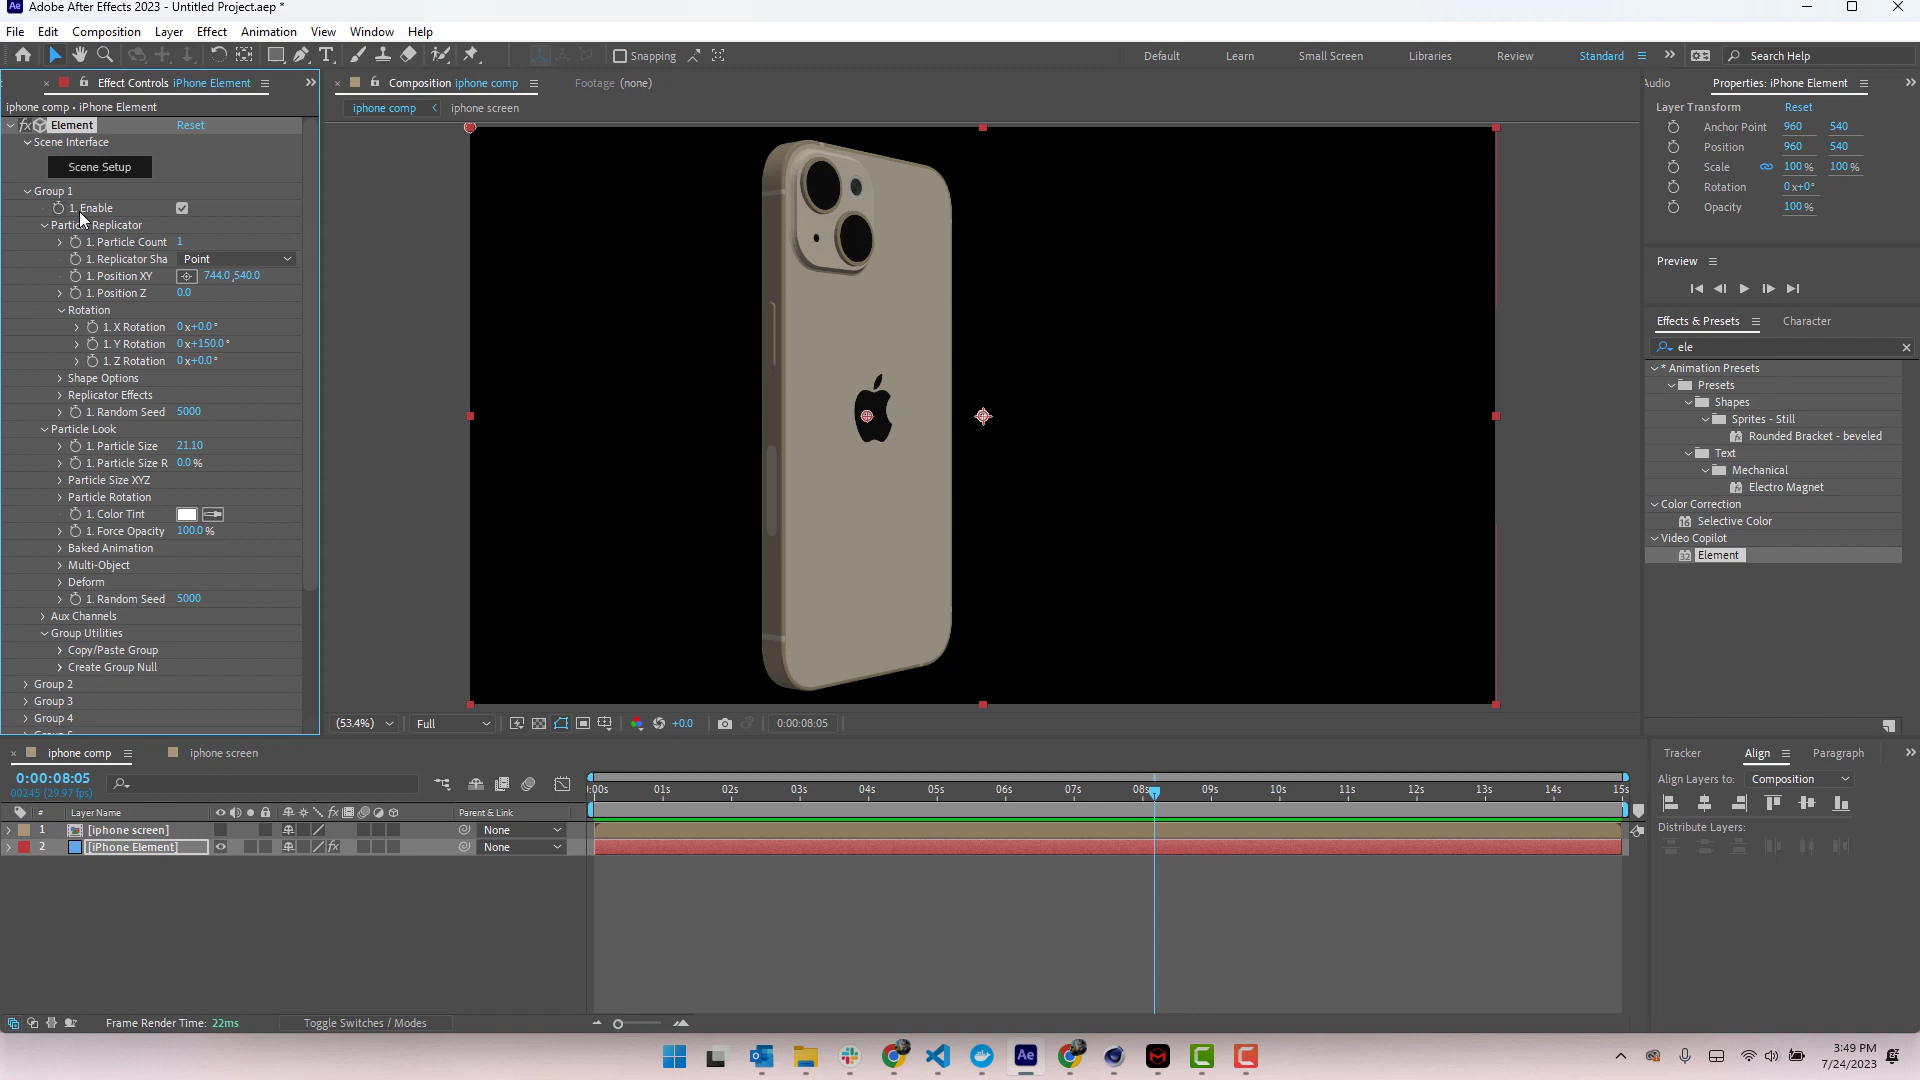 Adobe After Effects 2023 - Untitled Project.aep *
File Edit Composition Layer Effect Animation View Window Help
Snapping
Default Learn Small Screen Libraries Review Standard
Search Help
Effect Controls iPhone Element
iphone comp • iPhone Element
fx Element Reset
Scene Interface
Scene Setup
Group 1
1. Enable
Particle Replicator
1. Particle Count 1
1. Replicator Sha Point
1. Position XY 744.0,540.0
1. Position Z 0.0
Rotation
1. X Rotation 0x+0.0°
1. Y Rotation 0x+150.0°
1. Z Rotation 0x+0.0°
Shape Options
Replicator Effects
1. Random Seed 5000
Particle Look
1. Particle Size 21.10
1. Particle Size R 0.0%
Particle Size XYZ
Particle Rotation
1. Color Tint
1. Force Opacity 100.0%
Baked Animation
Multi-Object
Deform
1. Random Seed 5000
Aux Channels
Group Utilities
Copy/Paste Group
Create Group Null
Group 2
Group 3
Group 4
Composition iphone comp
Footage (none)
iphone comp iphone screen
(53.4%) Full +0.0 0:00:08:05
Audio
Properties: iPhone Element
Layer Transform Reset
Anchor Point 960 540
Position 960 540
Scale 100% 100%
Rotation 0x+0°
Opacity 100%
Preview
Effects & Presets Character
ele
* Animation Presets
Presets
Shapes
Sprites - Still
Rounded Bracket - beveled
Text
Mechanical
Electro Magnet
Color Correction
Selective Color
Video Copilot
Element
iphone comp iphone screen
0:00:08:05
00245 (29.97 fps)
# Layer Name fx Parent & Link
1 [iphone screen] None
2 [iPhone Element] fx None
:00s 01s 02s 03s 04s 05s 06s 07s 08s 09s 10s 11s 12s 13s 14s 15s
Frame Render Time: 22ms
Toggle Switches / Modes
Tracker Align Paragraph
Align Layers to: Composition
Distribute Layers:
3:49 PM
7/24/2023